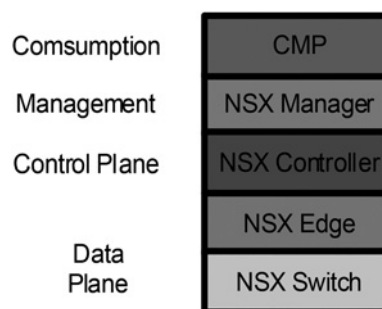 Comsumption CMP
Management NSX Manager
Control Plane NSX Controller
NSX Edge
Data
Plane
NSX Switch